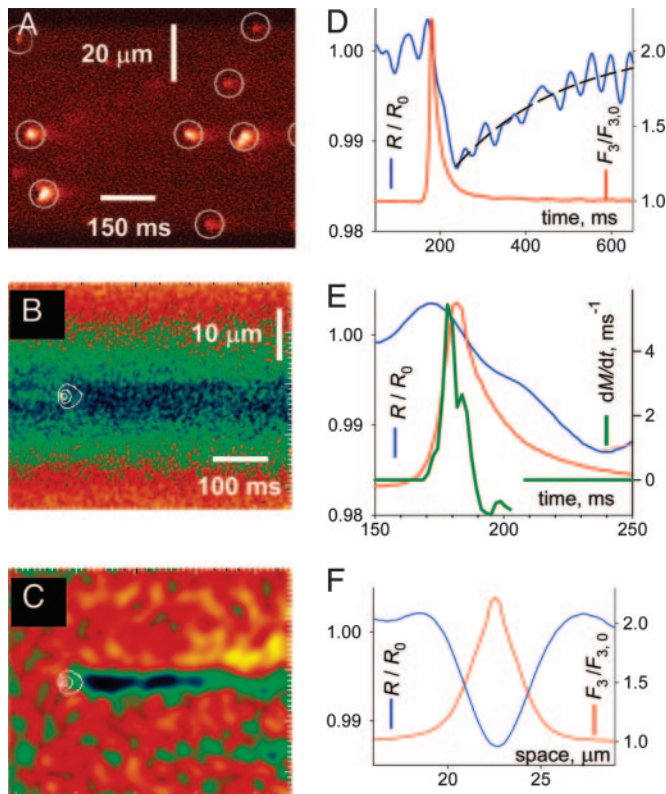 A
20 μm
150 ms
B
10 μm
100 ms
C
D
1.00
0.99
0.98
R / R0
F3/F3,0
2.0
1.5
1.0
time, ms
200
400
600
E
1.00
0.99
0.98
R / R0
dM/dt, ms-1
4
2
0
time, ms
150
200
250
F
1.00
0.99
R / R0
F3/F3, 0
2.0
1.5
1.0
space, μm
20
25